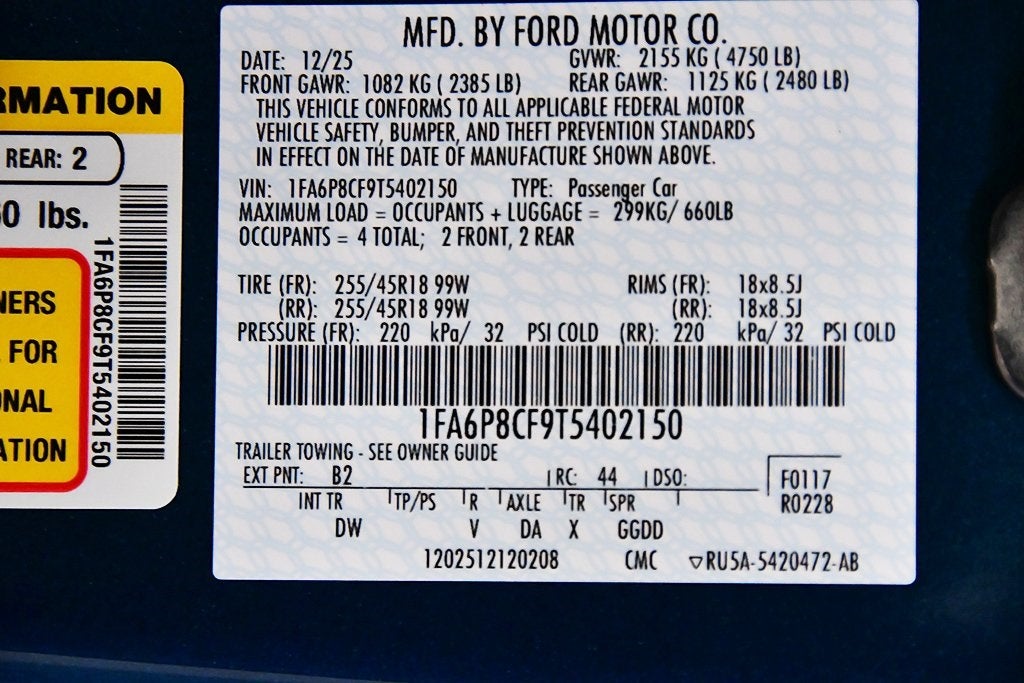 RMATION
REAR: 2
0 lbs.
NERS
FOR
NAL
ATION
1FA6P8CF9T5402150
MFD. BY FORD MOTOR CO.
DATE: 12/25 GVWR: 2155 KG ( 4750 LB)
FRONT GAWR: 1082 KG ( 2385 LB) REAR GAWR: 1125 KG ( 2480 LB)
THIS VEHICLE CONFORMS TO ALL APPLICABLE FEDERAL MOTOR
VEHICLE SAFETY, BUMPER, AND THEFT PREVENTION STANDARDS
IN EFFECT ON THE DATE OF MANUFACTURE SHOWN ABOVE.
VIN: 1FA6P8CF9T5402150 TYPE: Passenger Car
MAXIMUM LOAD = OCCUPANTS + LUGGAGE = 299KG/ 660LB
OCCUPANTS = 4 TOTAL; 2 FRONT, 2 REAR
TIRE (FR): 255/45R18 99W RIMS (FR): 18x8.5J
(RR): 255/45R18 99W (RR): 18x8.5J
PRESSURE (FR): 220 kPa/ 32 PSI COLD (RR): 220 kPa/ 32 PSI COLD
1FA6P8CF9T5402150
TRAILER TOWING - SEE OWNER GUIDE
EXT PNT: B2 RC: 44 DSO: F0117
INT TR TP/PS R AXLE TR SPR R0228
DW V DA X GGDD
1202512120208 CMC ▽RU5A-5420472-AB